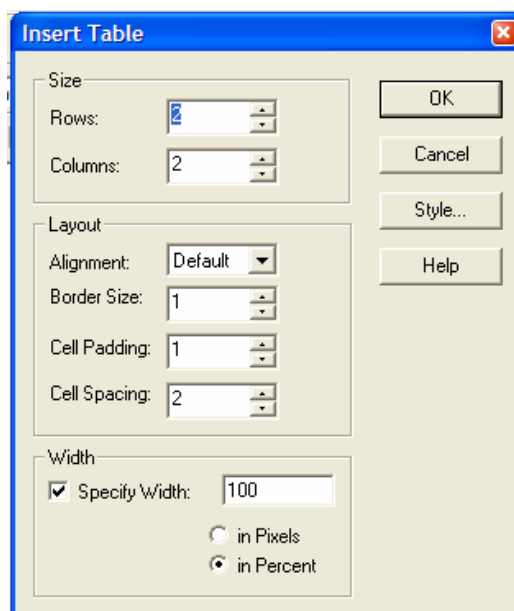 Insert Table
Size
Rows: 2
Columns: 2
Layout
Alignment: Default
Border Size: 1
Cell Padding: 1
Cell Spacing: 2
Width
Specify Width: 100
in Pixels
in Percent
OK
Cancel
Style...
Help